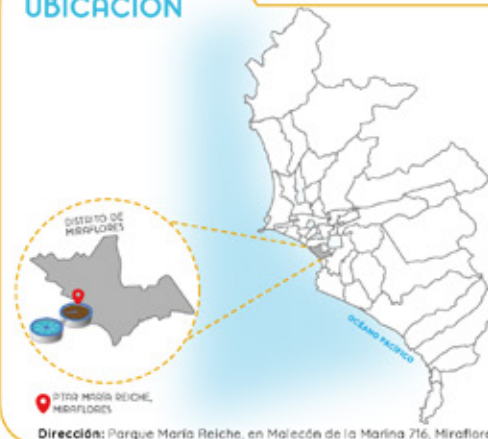 UBICACIÓN
DISTRITO DE
MIRAFLORES
OCÉANO PACÍFICO
PTAR MARÍA REICHE,
MIRAFLORES
Dirección: Parque María Reiche, en Malecón de la Marina 716, Miraflore